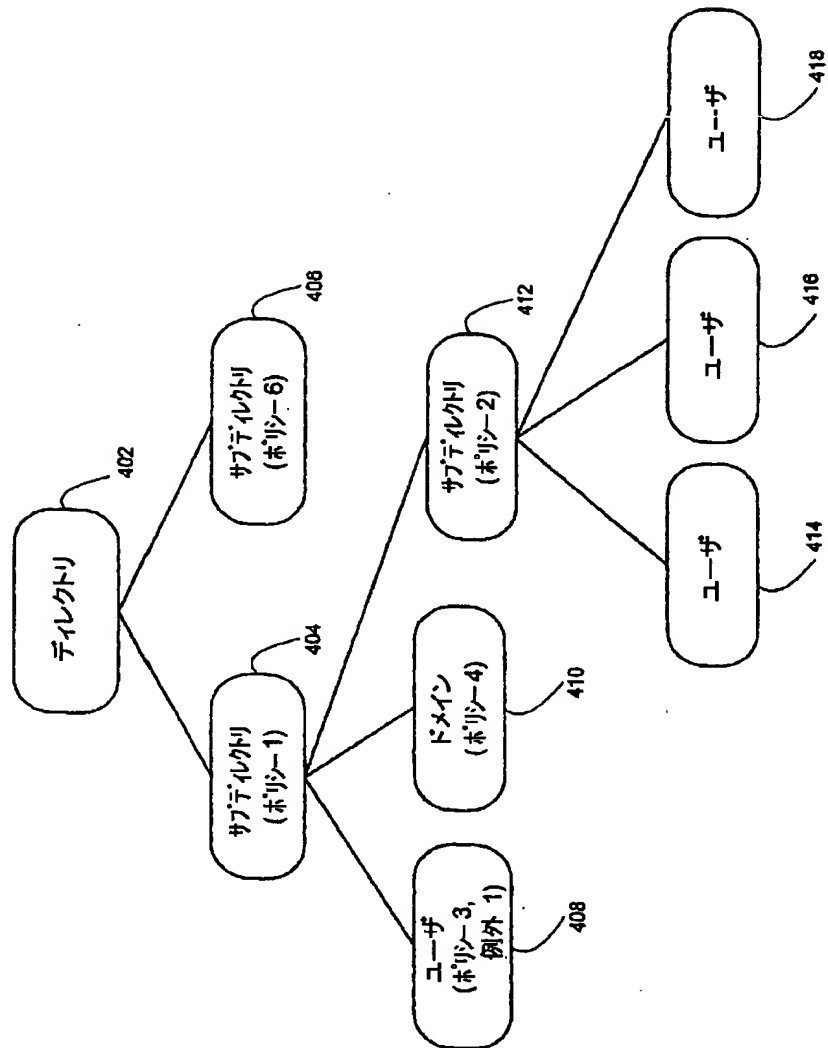 ディレクトリ
402
サブディレクトリ
(ポリシー1)
404
サブディレクトリ
(ポリシー6)
406
ユーザ
(ポリシー3,
例外 1)
408
ドメイン
(ポリシー4)
410
サブディレクトリ
(ポリシー2)
412
ユーザ
414
ユーザ
416
ユーザ
418